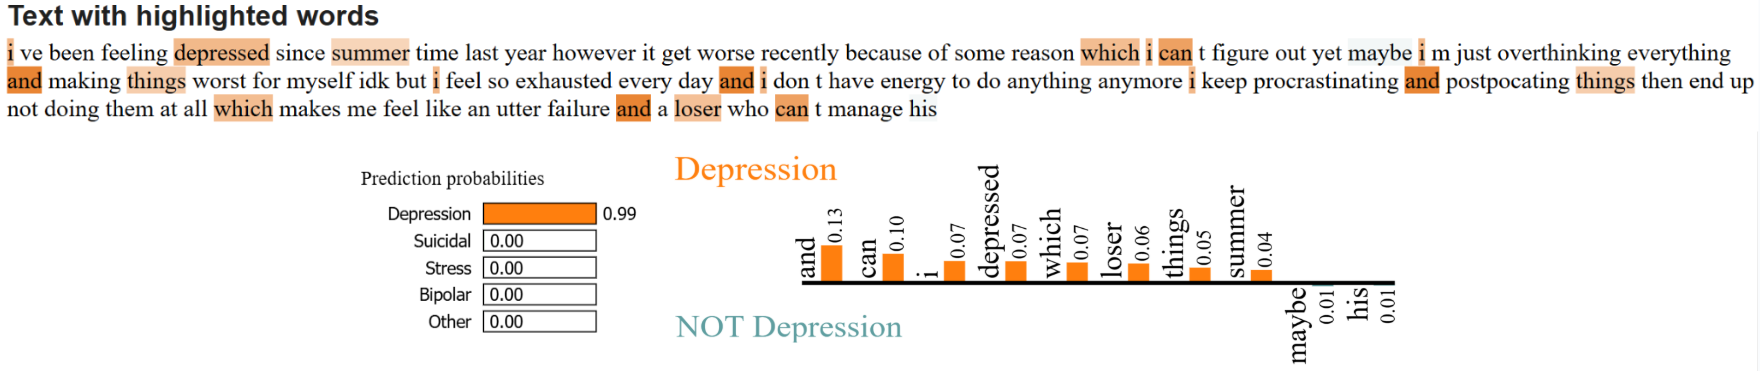 Text with highlighted words
i ve been feeling depressed since summer time last year however it get worse recently because of some reason which i can t figure out yet maybe i m just overthinking everything
and making things worst for myself idk but i feel so exhausted every day and i don t have energy to do anything anymore i keep procrastinating and postpocating things then end up
not doing them at all which makes me feel like an utter failure and a loser who can t manage his
Prediction probabilities
Depression 0.99
Suicidal 0.00
Stress 0.00
Bipolar 0.00
Other 0.00
Depression
and 0.13
can 0.10
i 0.07
depressed 0.07
which 0.07
loser 0.06
things 0.05
summer 0.04
NOT Depression
maybe 0.01
his 0.01